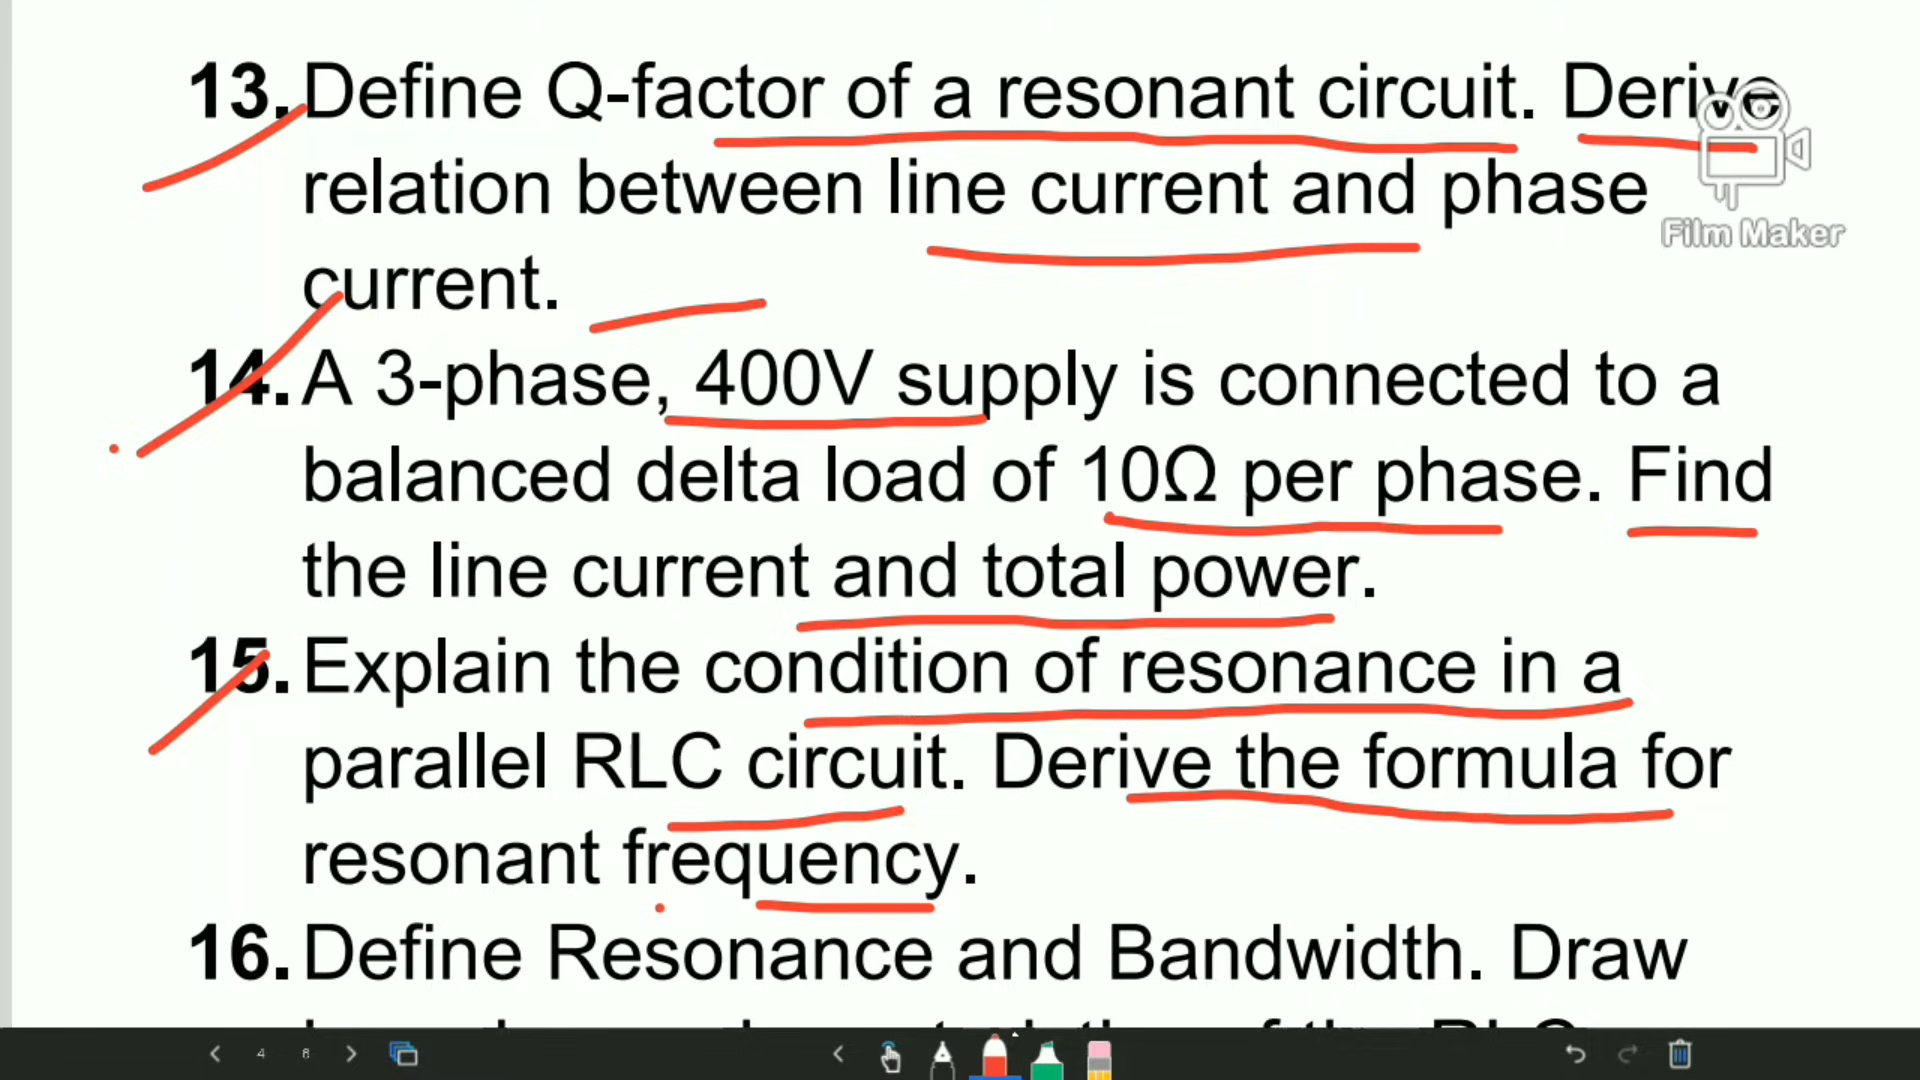 13. Define Q-factor of a resonant circuit. Derive
relation between line current and phase
Film Maker
current.
14. A 3-phase, 400V supply is connected to a
balanced delta load of 10Ω per phase. Find
the line current and total power.
15. Explain the condition of resonance in a
parallel RLC circuit. Derive the formula for
resonant frequency.
16. Define Resonance and Bandwidth. Draw
4 6